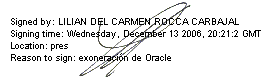 Signed by: LILIAN DEL CARMEN ROCCA CARBAJAL
Signing time: Wednesday, December 13 2006, 20:21:2 GMT
Location: pres
Reason to sign: exoneración de Oracle